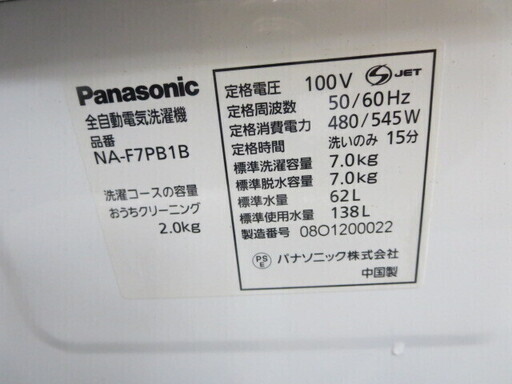 Panasonic
全自動電気洗濯機
品番
NA-F7PB1B
洗濯コースの容量
おうちクリーニング
2.0kg
定格電圧 100V S JET
定格周波数 50/60Hz
定格消費電力 480/545W
定格時間 洗いのみ 15分
標準洗濯容量 7.0kg
標準脱水容量 7.0kg
標準水量 62L
標準使用水量 138L
製造番号 08O1200022
PS E パナソニック株式会社
中国製